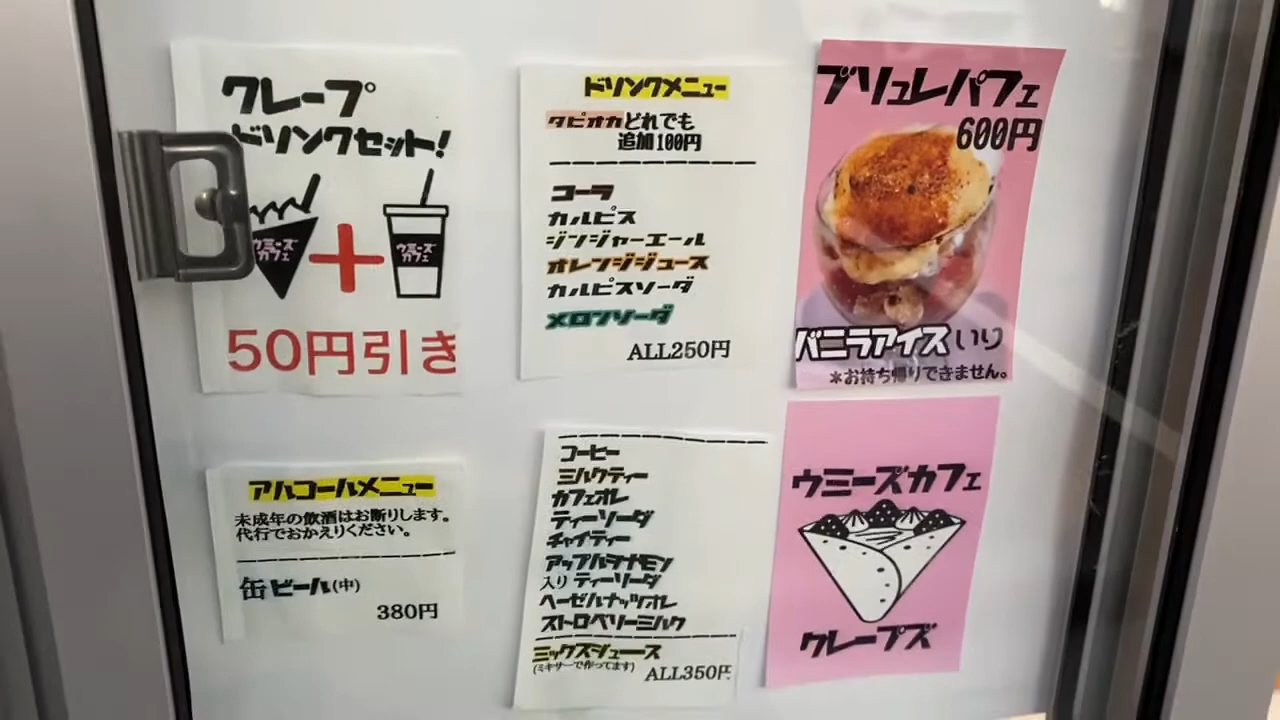 クレープ
ドリンクセット!
ウミーズ
カフェ
ウミーズ
カフェ
50円引き
ドリンクメニュー
タピオカどれでも
追加100円
コーラ
カルピス
ジンジャーエール
オレンジジュース
カルピスソーダ
メロンソーダ
ALL250円
ブリュレパフェ
600円
バニラアイスいり
*お持ち帰りできません。
アルコールメニュー
未成年の飲酒はお断りします。
代行でおかえりください。
缶ビール(中)
380円
コーヒー
ミルクティー
カフェオレ
ティーソーダ
チャイティー
アップルシナモン
入りティーソーダ
ヘーゼルナッツオレ
ストロベリーミルク
ミックスジュース
(ミキサーで作ってます)
ALL350円
ウミーズカフェ
クレープズ